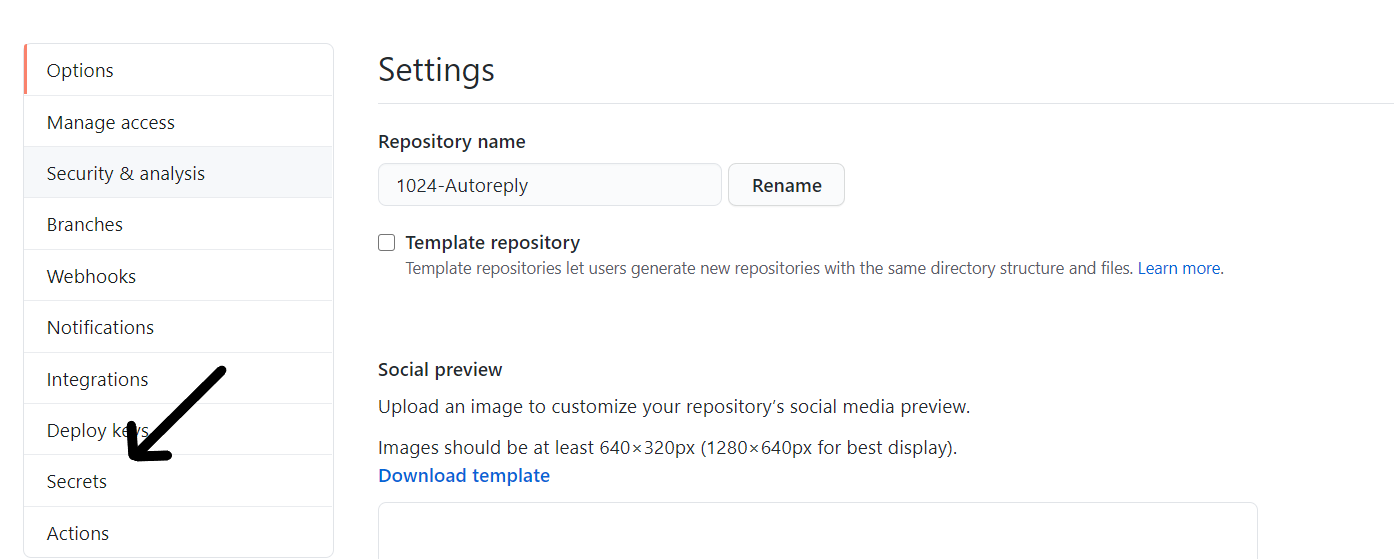 Options
Manage access
Security & analysis
Branches
Webhooks
Notifications
Integrations
Deploy keys
Secrets
Actions
Settings
Repository name
1024-Autoreply
Rename
Template repository
Template repositories let users generate new repositories with the same directory structure and files. Learn more.
Social preview
Upload an image to customize your repository’s social media preview.
Images should be at least 640×320px (1280×640px for best display).
Download template